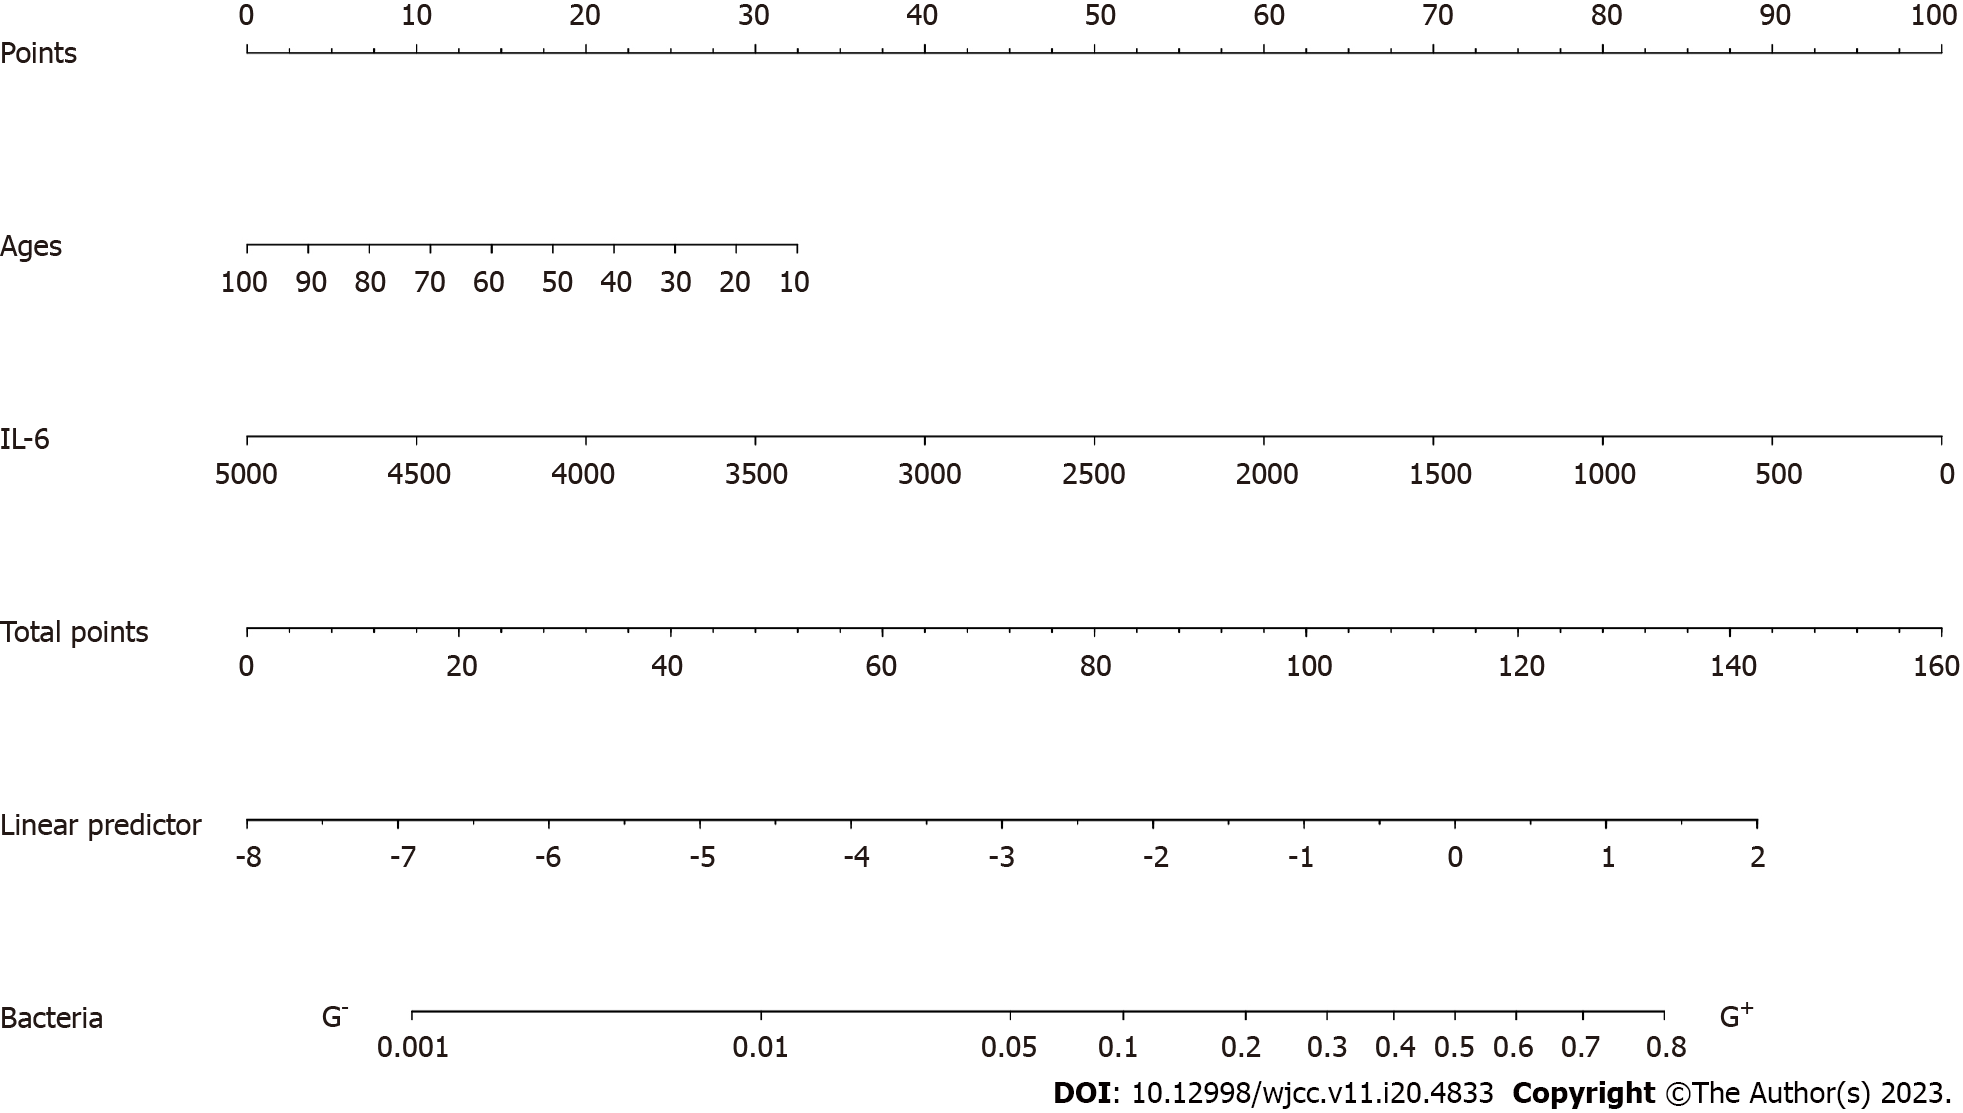 0 10 20 30 40 50 60 70 80 90 100
Points
Ages
100 90 80 70 60 50 40 30 20 10
IL-6
5000 4500 4000 3500 3000 2500 2000 1500 1000 500 0
Total points
0 20 40 60 80 100 120 140 160
Linear predictor
-8 -7 -6 -5 -4 -3 -2 -1 0 1 2
Bacteria G⁻ G⁺
0.001 0.01 0.05 0.1 0.2 0.3 0.4 0.5 0.6 0.7 0.8
DOI: 10.12998/wjcc.v11.i20.4833 Copyright ©The Author(s) 2023.